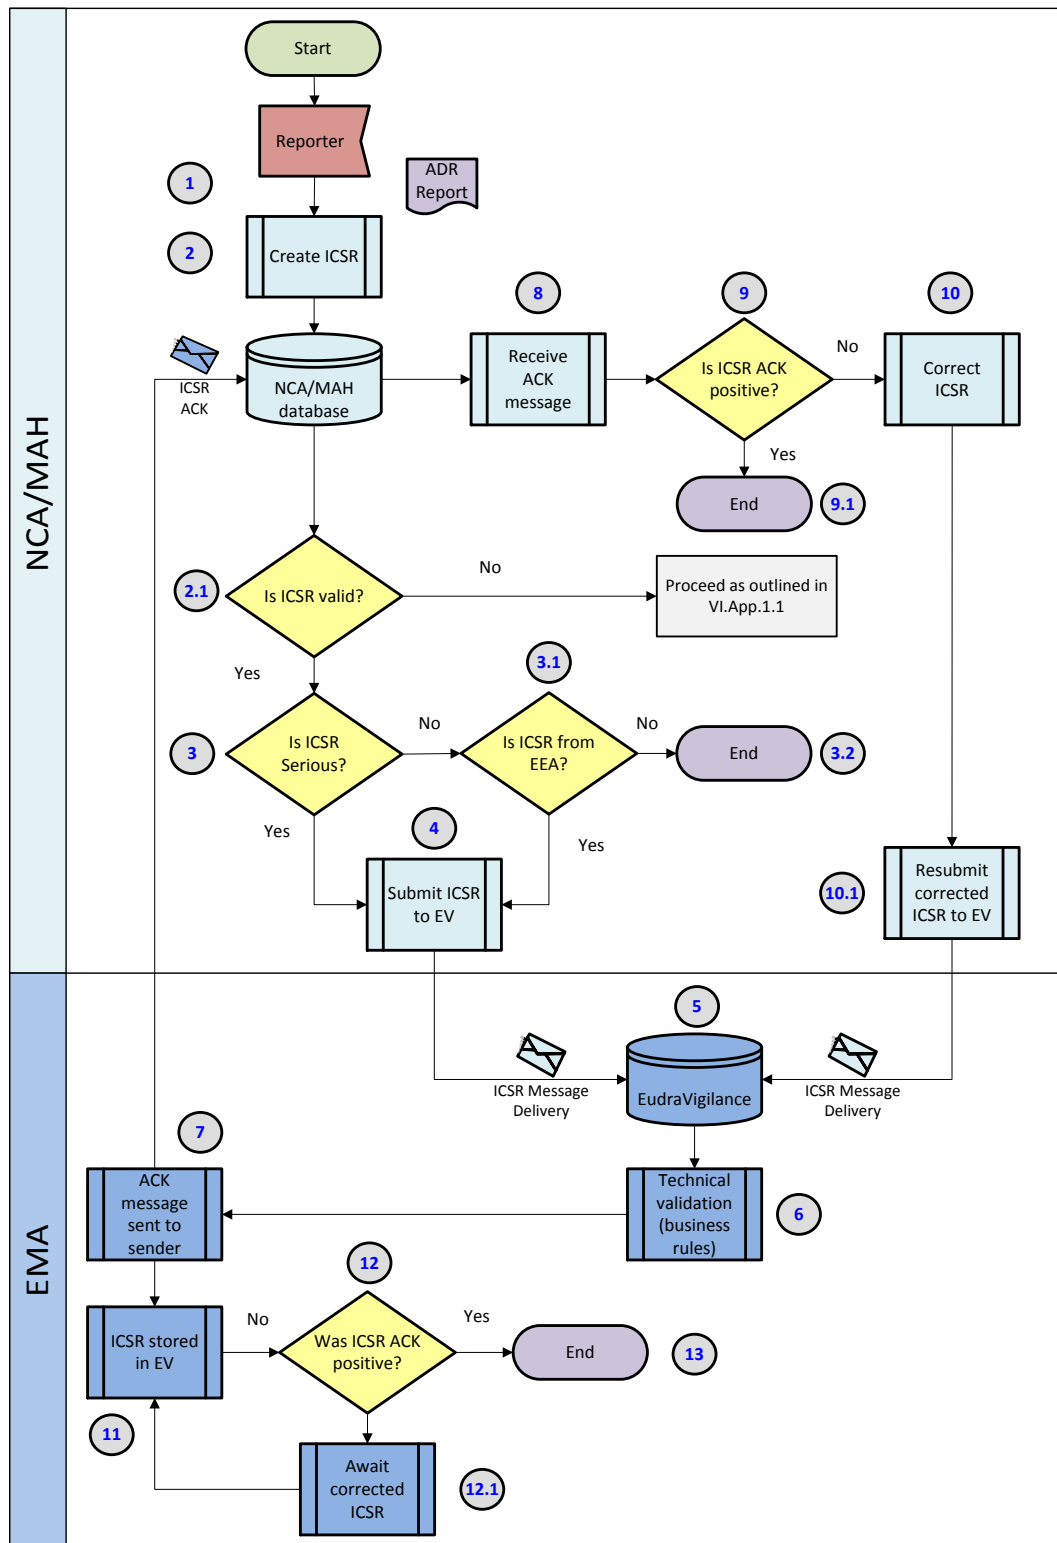 NCA/MAH
Start
Reporter
ADR
Report
1
2
Create ICSR
8
9
10
ICSR
ACK
NCA/MAH
database
Receive
ACK
message
Is ICSR ACK
positive?
No
Correct
ICSR
Yes
End
9.1
2.1
Is ICSR valid?
No
Proceed as outlined in
VI.App.1.1
Yes
3.1
3
Is ICSR
Serious?
No
Is ICSR from
EEA?
No
End
3.2
Yes
4
Yes
Submit ICSR
to EV
10.1
Resubmit
corrected
ICSR to EV
EMA
5
EudraVigilance
ICSR Message
Delivery
ICSR Message
Delivery
7
ACK
message
sent to
sender
Technical
validation
(business
rules)
6
12
ICSR stored
in EV
No
Was ICSR ACK
positive?
Yes
End
13
11
Await
corrected
ICSR
12.1